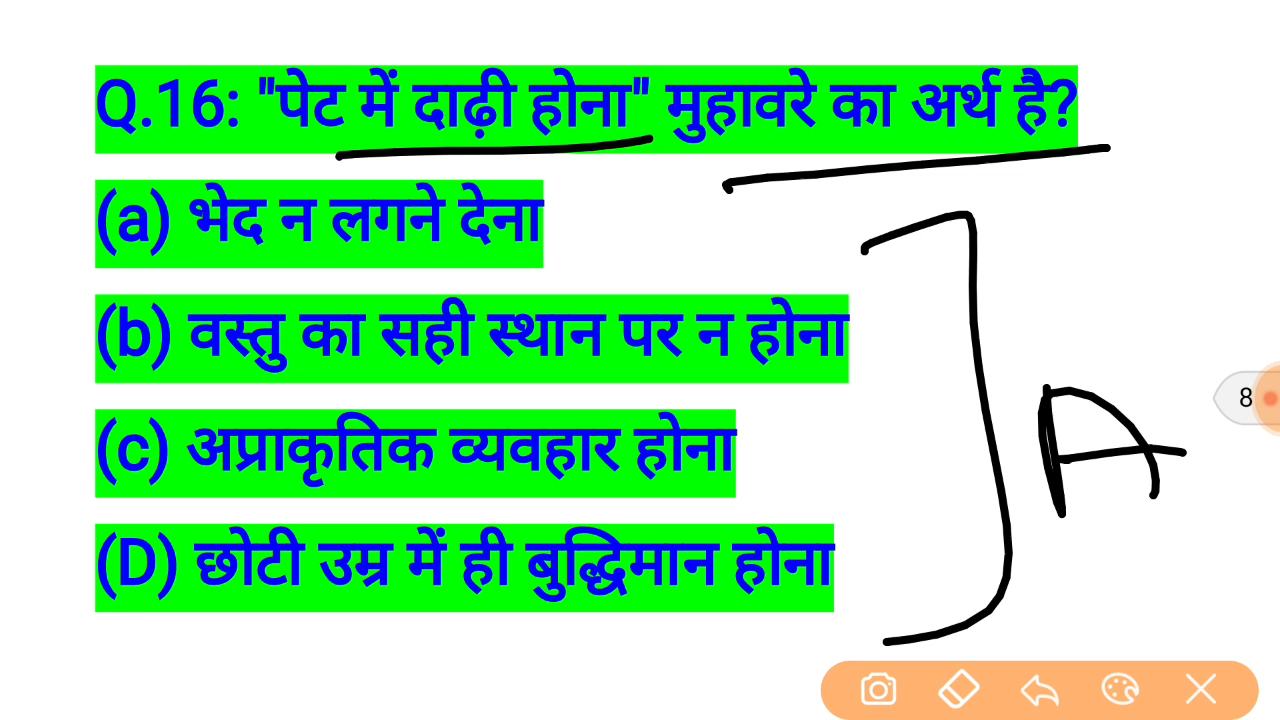 Q.16: "पेट में दाढ़ी होना" मुहावरे का अर्थ है?
(a) भेद न लगने देना
(b) वस्तु का सही स्थान पर न होना
(c) अप्राकृतिक व्यवहार होना
(D) छोटी उम्र में ही बुद्धिमान होना
A
8